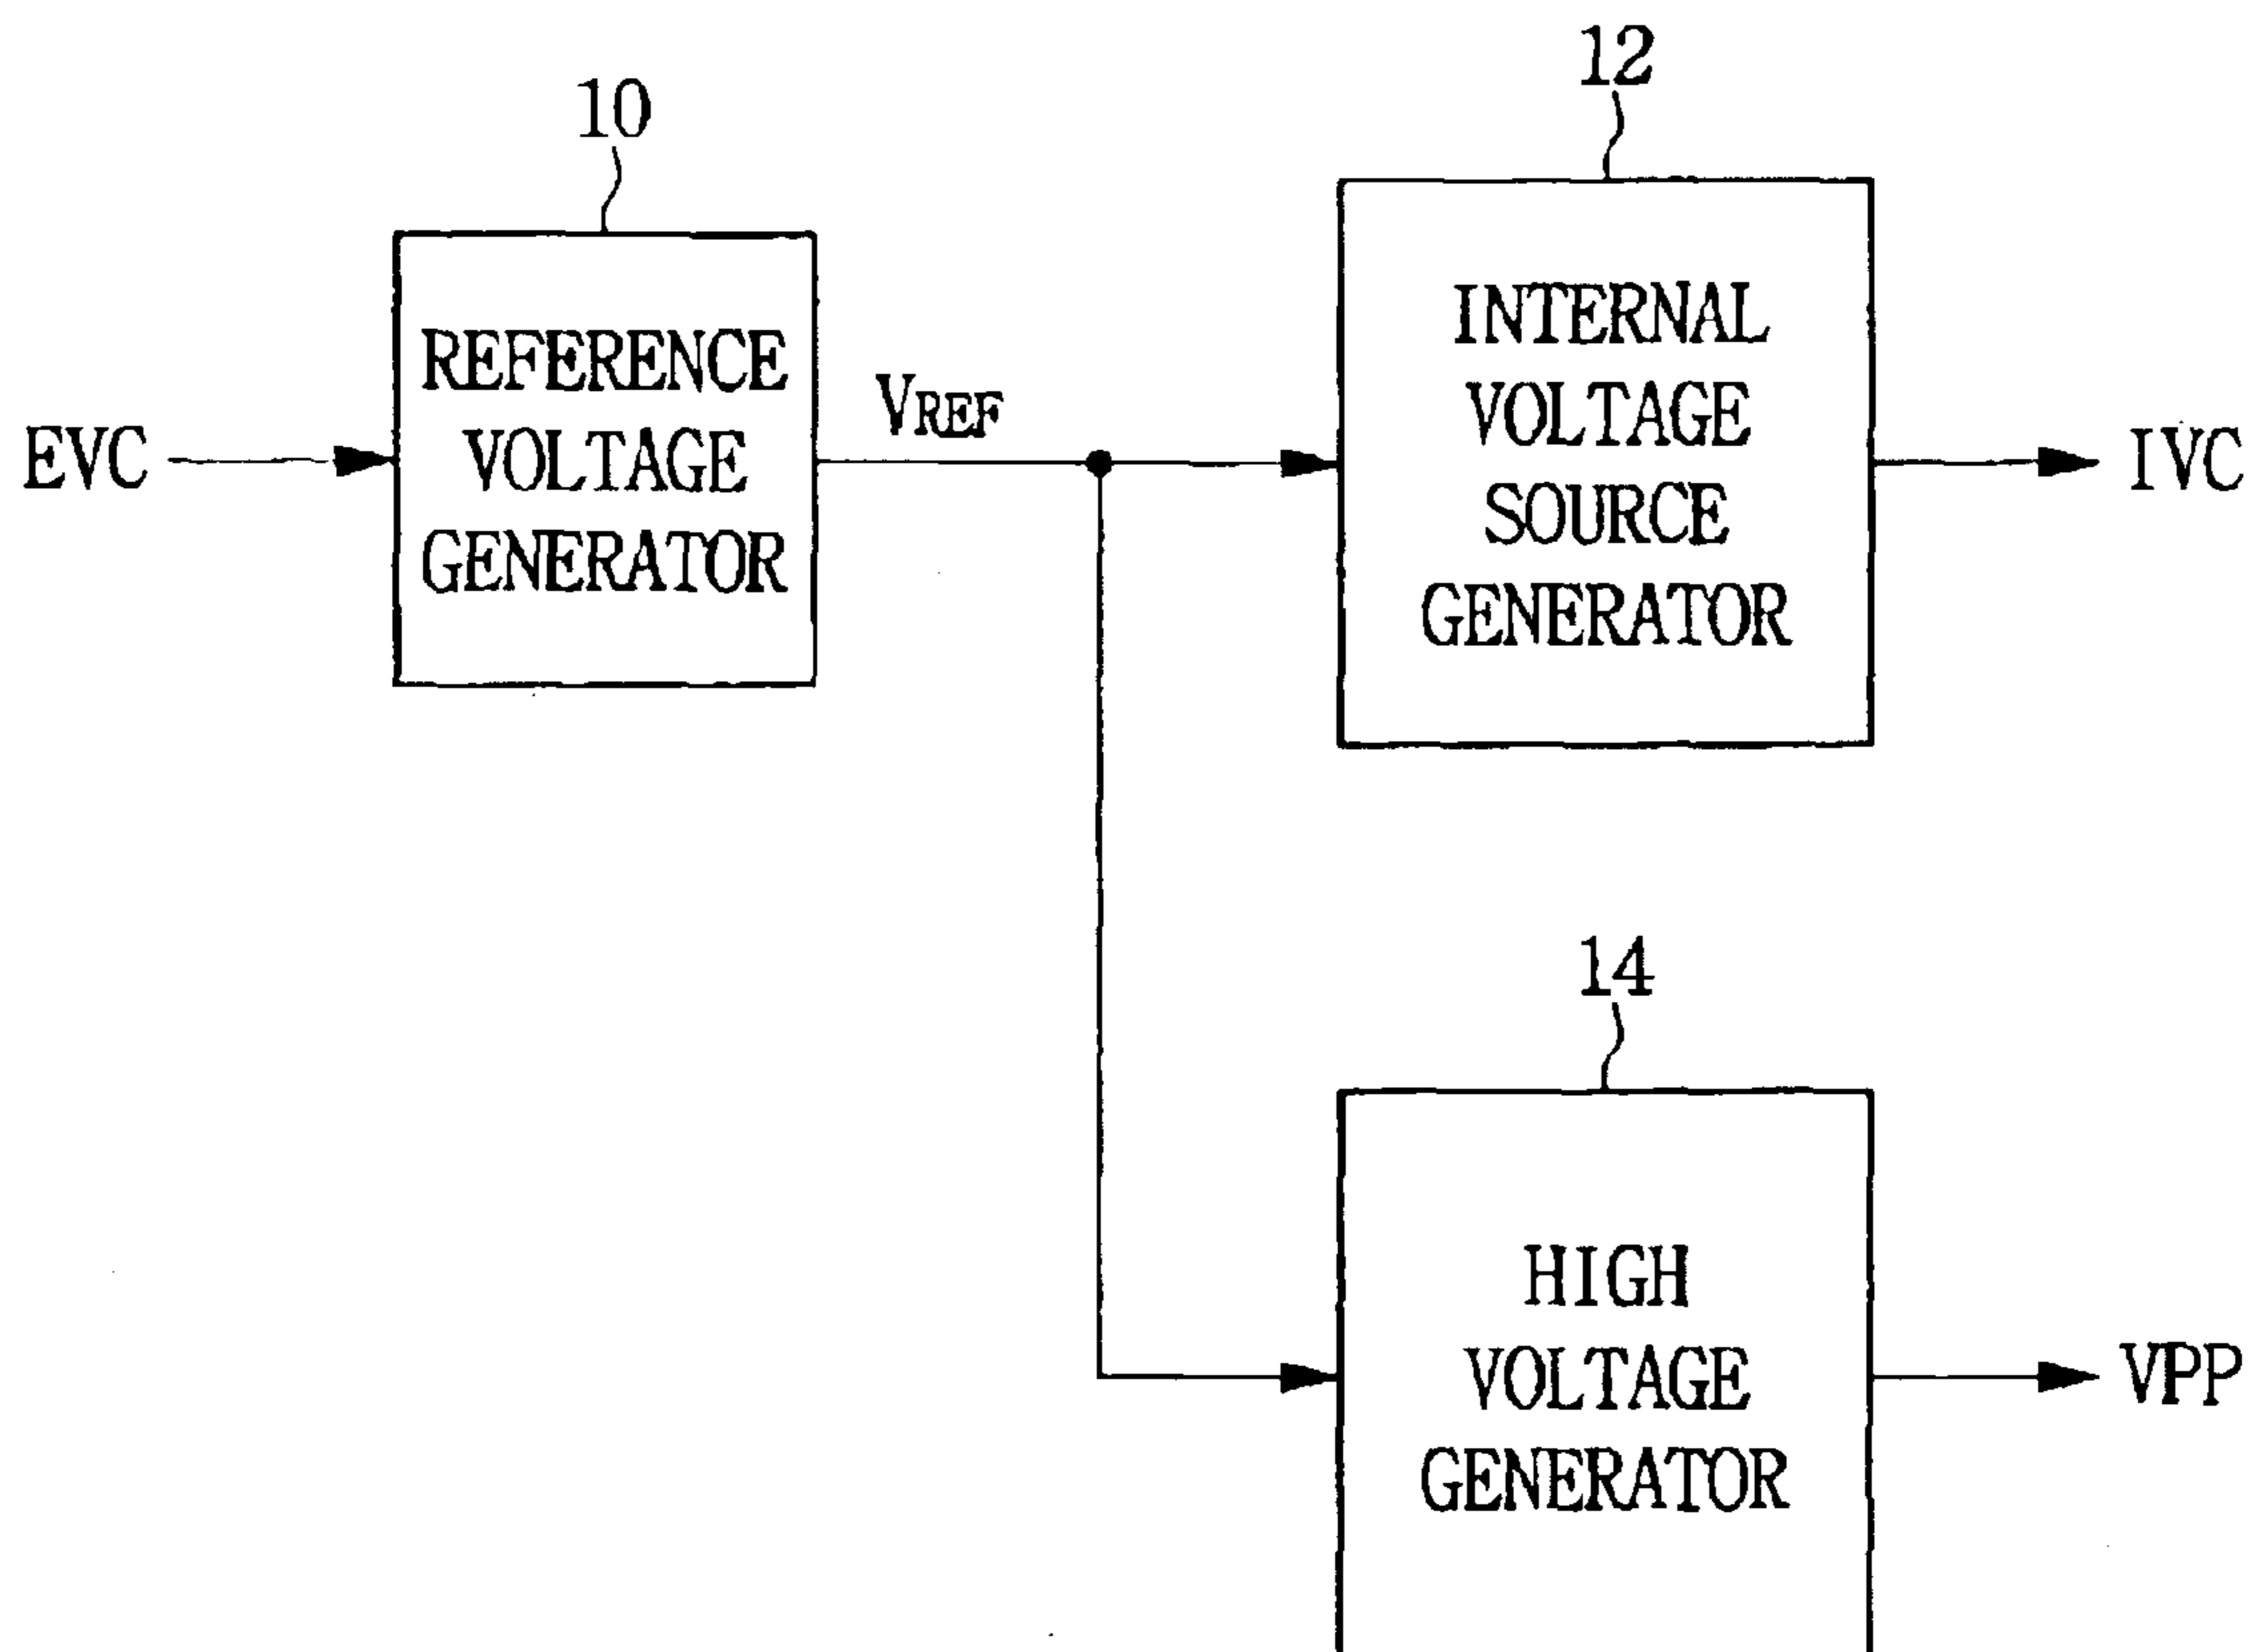 10
12
REFERENCE
VOLTAGE
GENERATOR
EVC
VREF
INTERNAL
VOLTAGE
SOURCE
GENERATOR
IVC
14
HIGH
VOLTAGE
GENERATOR
VPP